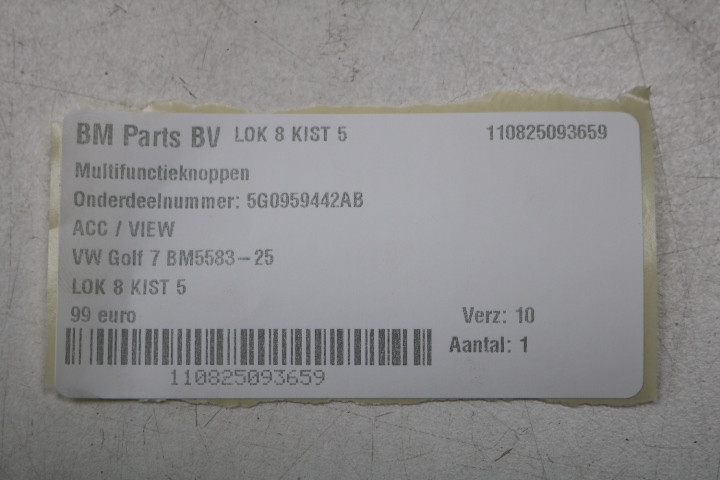 BM Parts BV LOK 8 KIST 5 110825093659
Multifunctieknoppen
Onderdeelnummer: 5G0959442AB
ACC / VIEW
VW Golf 7 BM5583-25
LOK 8 KIST 5
99 euro Verz: 10
Aantal: 1
110825093659